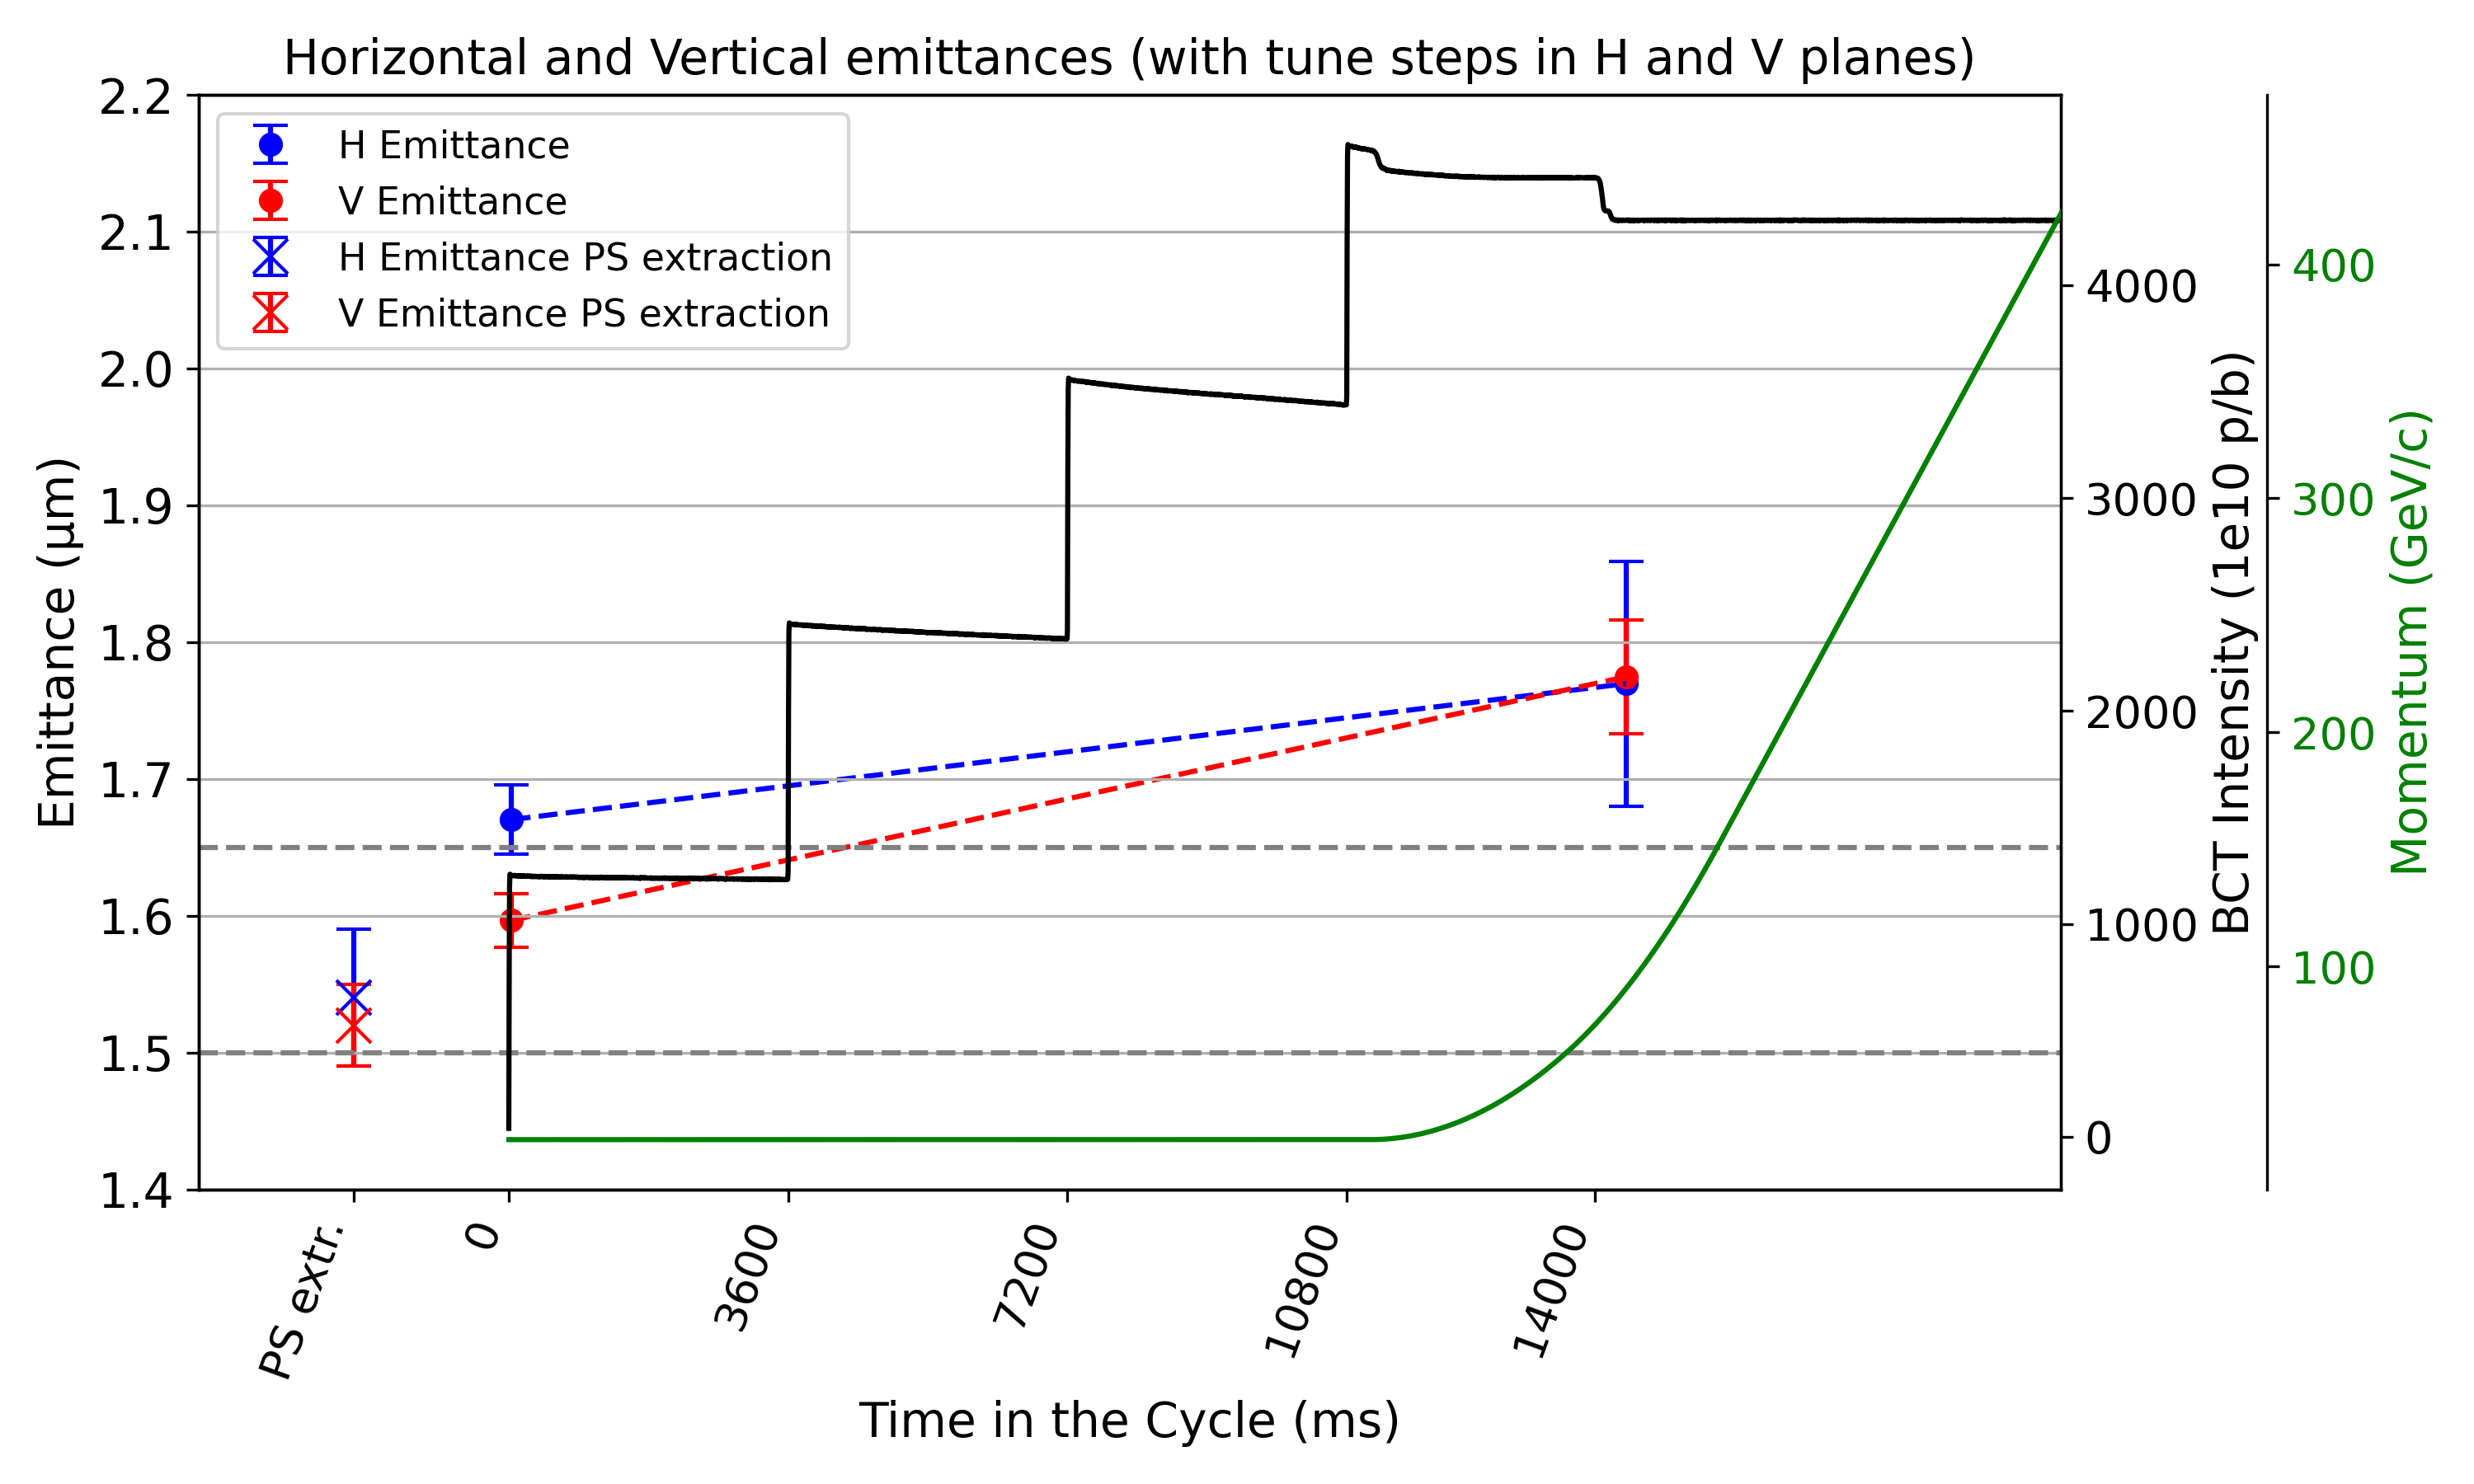 Horizontal and Vertical emittances (with tune steps in H and V planes)
H Emittance
V Emittance
H Emittance PS extraction
V Emittance PS extraction
Emittance (μm)
2.2
2.1
2.0
1.9
1.8
1.7
1.6
1.5
1.4
PS extr.
0
3600
7200
10800
14000
Time in the Cycle (ms)
4000
3000
2000
1000
0
BCT Intensity (1e10 p/b)
400
300
200
100
Momentum (GeV/c)